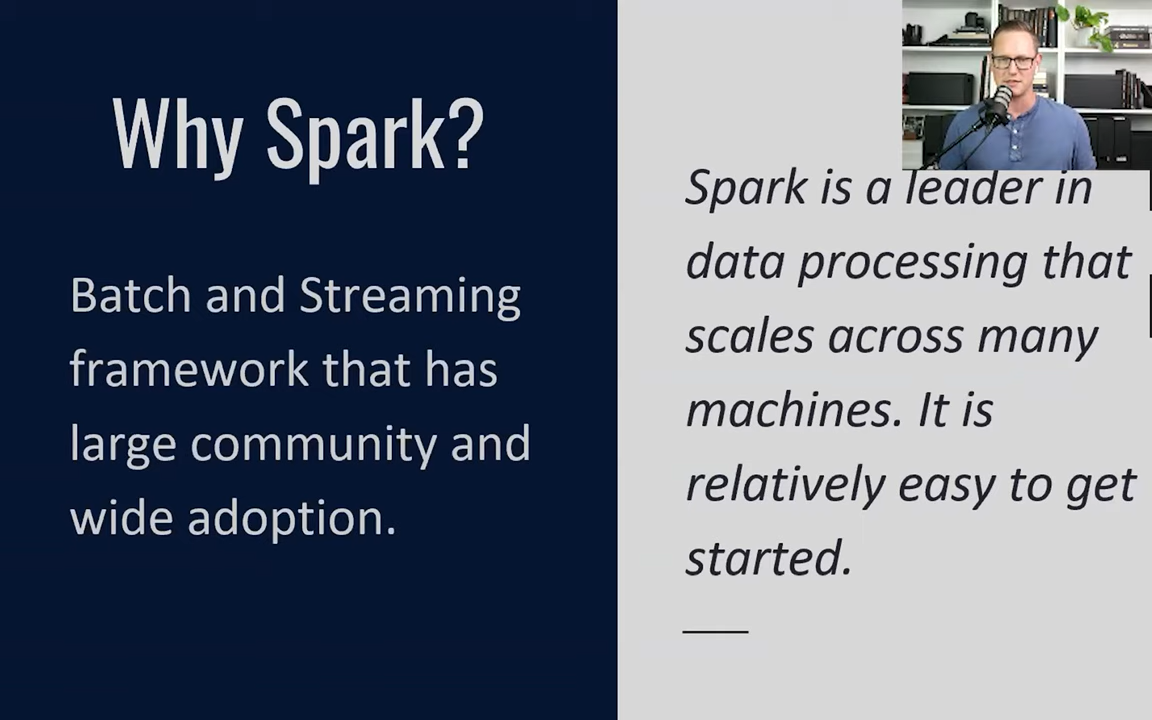 Why Spark?
Batch and Streaming
framework that has
large community and
wide adoption.
Spark is a leader in
data processing that
scales across many
machines. It is
relatively easy to get
started.